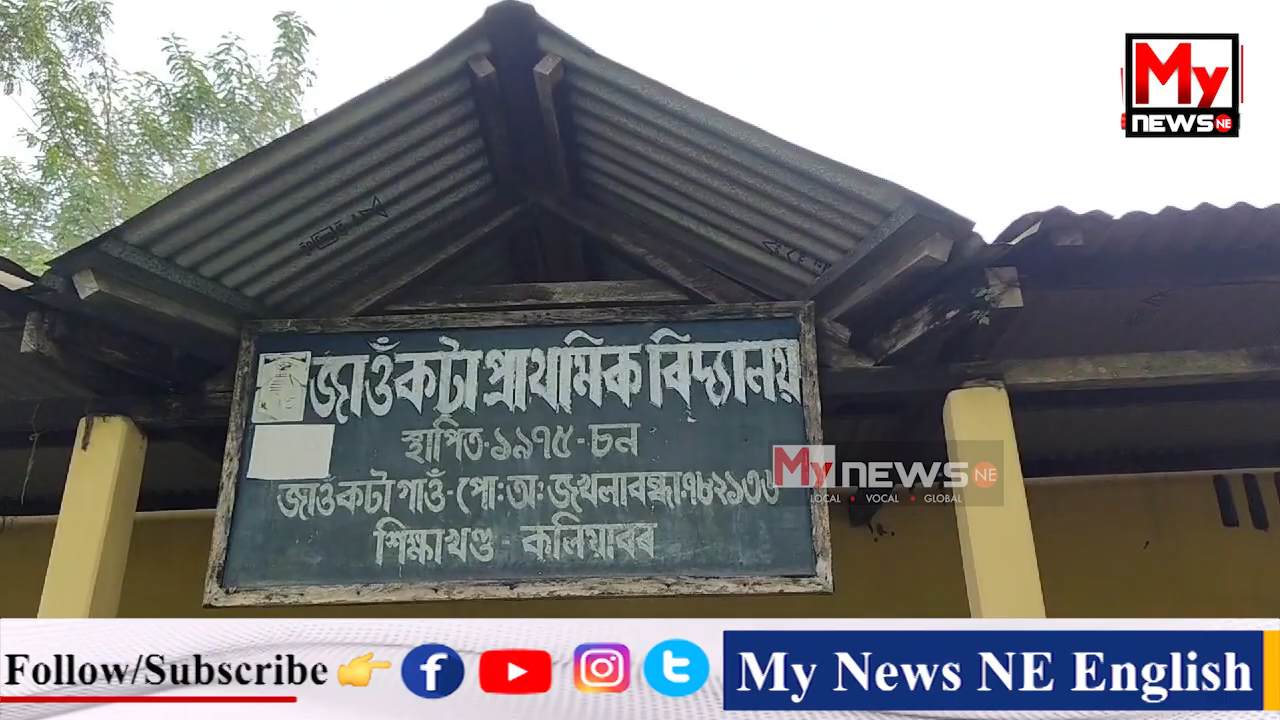 My
NEWS NE
জাওঁকটা প্ৰাথমিক বিদ্যালয়
স্থাপিত-১৯৭৫-চন
জাওঁকটা গাওঁ-পো:অ:জখলাবন্ধা:৭৮২১৩৬
শিক্ষাখণ্ড - কলিয়াবৰ
My news NE
LOCAL • VOCAL • GLOBAL
Follow/Subscribe
My News NE English